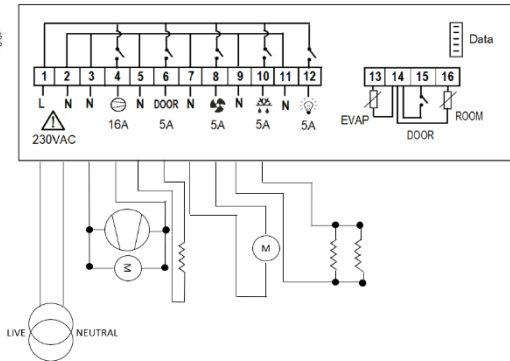 Data
1 2 3 4 5 6 7 8 9 10 11 12
13 14 15 16
L N N N DOOR N N N
230VAC
16A 5A 5A 5A 5A
EVAP ROOM
DOOR
M
M
LIVE NEUTRAL